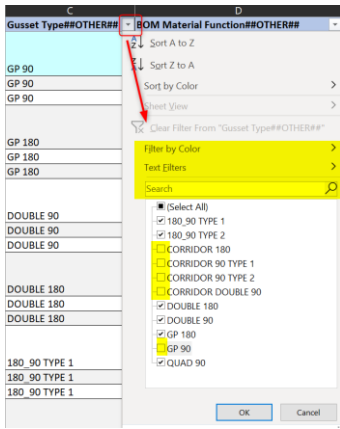 C
D
Gusset Type##OTHER## BOM Material Function##OTHER##
Sort A to Z
GP 90
Sort Z to A
GP 90
Sort by Color
GP 90
Sheet View
Clear Filter From "Gusset Type##OTHER##"
GP 180
Filter by Color
GP 180
Text Filters
GP 180
Search
(Select All)
180_90 TYPE 1
DOUBLE 90
180_90 TYPE 2
DOUBLE 90
CORRIDOR 180
DOUBLE 90
CORRIDOR 90 TYPE 1
CORRIDOR 90 TYPE 2
CORRIDOR DOUBLE 90
DOUBLE 180
DOUBLE 180
DOUBLE 180
DOUBLE 90
DOUBLE 180
GP 180
GP 90
QUAD 90
180_90 TYPE 1
180_90 TYPE 1
180_90 TYPE 1
OK
Cancel